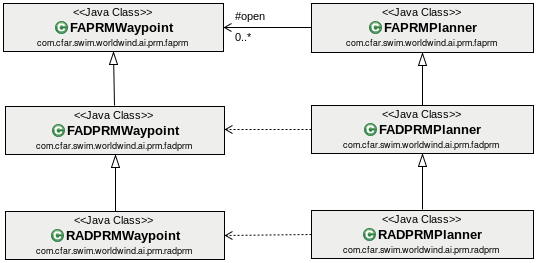 <<Java Class>>
FAPRMWaypoint
com.cfar.swim.worldwind.ai.prm.faprm
#open
0..*
<<Java Class>>
FAPRMPlanner
com.cfar.swim.worldwind.ai.prm.faprm
<<Java Class>>
FADPRMWaypoint
com.cfar.swim.worldwind.ai.prm.fadprm
<<Java Class>>
FADPRMPlanner
com.cfar.swim.worldwind.ai.prm.fadprm
<<Java Class>>
RADPRMWaypoint
com.cfar.swim.worldwind.ai.prm.radprm
<<Java Class>>
RADPRMPlanner
com.cfar.swim.worldwind.ai.prm.radprm